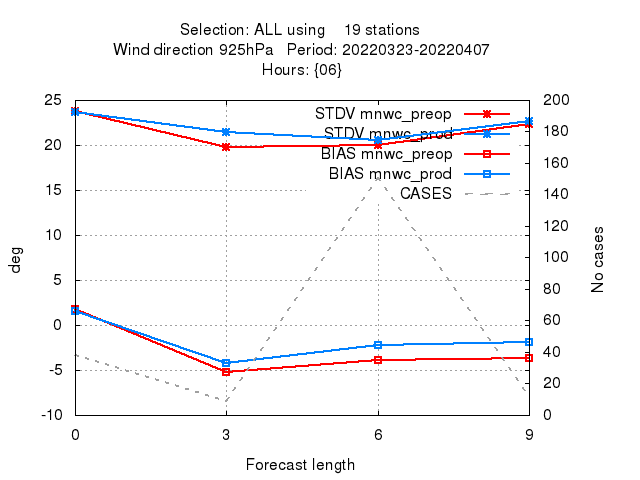 Selection: ALL using 19 stations
Wind direction 925hPa Period: 20220323-20220407
Hours: {06}
25
20
15
10
5
0
-5
-10
deg
200
180
160
140
120
100
80
60
40
20
0
No cases
STDV mnwc_preop
STDV mnwc_prod
BIAS mnwc_preop
BIAS mnwc_prod
CASES
0 3 6 9
Forecast length